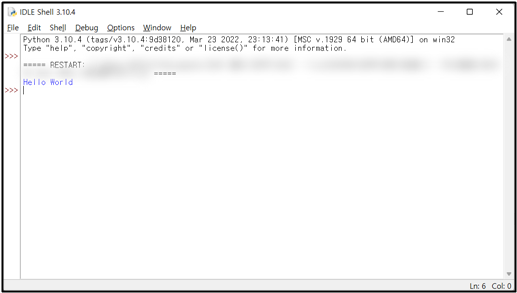 IDLE Shell 3.10.4
File Edit Shell Debug Options Window Help
Python 3.10.4 (tags/v3.10.4:9d38120, Mar 23 2022, 23:13:41) [MSC v.1929 64 bit (AMD64)] on win32
Type "help", "copyright", "credits" or "license()" for more information.
>>>
===== RESTART:
=====
Hello World
>>>
Ln: 6 Col: 0